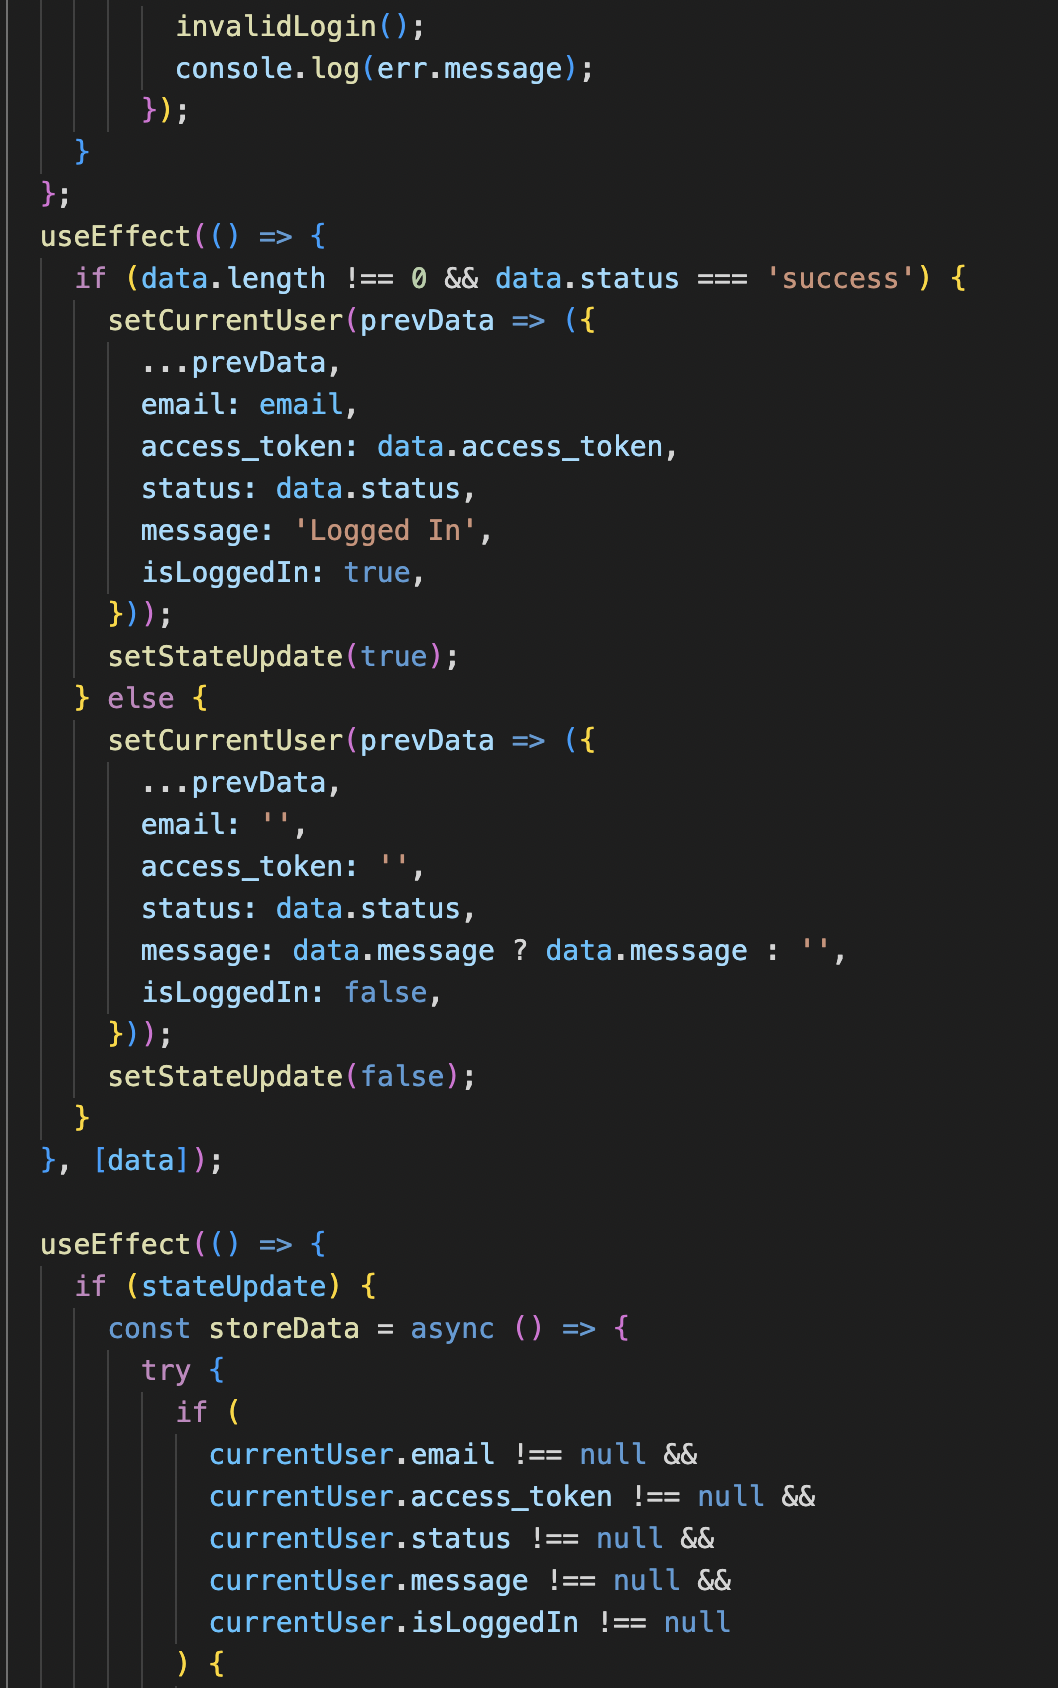 invalidLogin();
console.log(err.message);
});
}
};
useEffect(() => {
if (data.length !== 0 && data.status === 'success') {
setCurrentUser(prevData => ({
...prevData,
email: email,
access_token: data.access_token,
status: data.status,
message: 'Logged In',
isLoggedIn: true,
}));
setStateUpdate(true);
} else {
setCurrentUser(prevData => ({
...prevData,
email: '',
access_token: '',
status: data.status,
message: data.message ? data.message : '',
isLoggedIn: false,
}));
setStateUpdate(false);
}
}, [data]);
useEffect(() => {
if (stateUpdate) {
const storeData = async () => {
try {
if (
currentUser.email !== null &&
currentUser.access_token !== null &&
currentUser.status !== null &&
currentUser.message !== null &&
currentUser.isLoggedIn !== null
) {